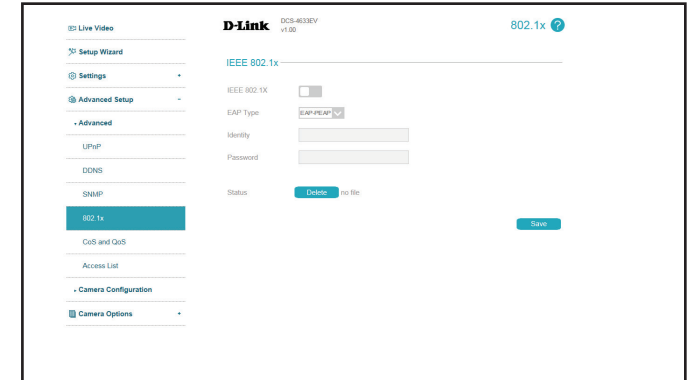 Live Video
Setup Wizard
Settings +
Advanced Setup -
• Advanced
UPnP
DDNS
SNMP
802.1x
CoS and QoS
Access List
• Camera Configuration
Camera Options +
D-Link DCS-4633EV
v1.00
802.1x ?
IEEE 802.1x
IEEE 802.1X
EAP Type EAP-PEAP
Identity
Password
Status Delete no file
Save